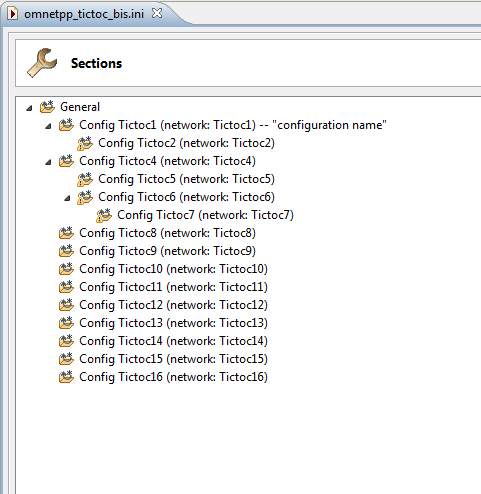 omnetpp_tictoc_bis.ini
Sections
General
Config Tictoc1 (network: Tictoc1) -- "configuration name"
Config Tictoc2 (network: Tictoc2)
Config Tictoc4 (network: Tictoc4)
Config Tictoc5 (network: Tictoc5)
Config Tictoc6 (network: Tictoc6)
Config Tictoc7 (network: Tictoc7)
Config Tictoc8 (network: Tictoc8)
Config Tictoc9 (network: Tictoc9)
Config Tictoc10 (network: Tictoc10)
Config Tictoc11 (network: Tictoc11)
Config Tictoc12 (network: Tictoc12)
Config Tictoc13 (network: Tictoc13)
Config Tictoc14 (network: Tictoc14)
Config Tictoc15 (network: Tictoc15)
Config Tictoc16 (network: Tictoc16)